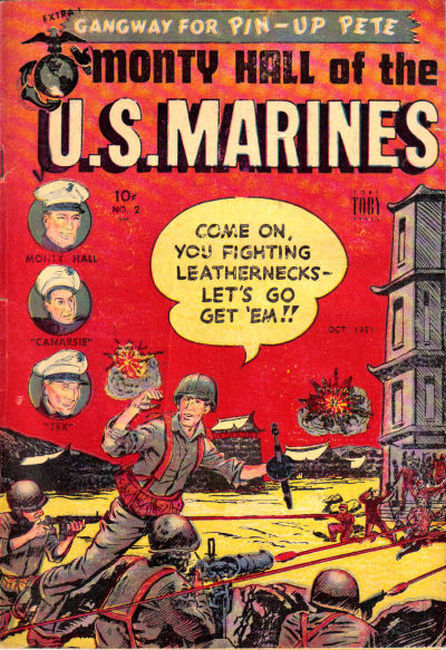 EXTRA!
GANGWAY FOR PIN-UP PETE
MONTY HALL of the
U.S. MARINES
10¢
NO. 2
TOBY
MONTY HALL
COME ON,
YOU FIGHTING
LEATHERNECKS-
LET'S GO
GET 'EM!!
OCT 1951
"CANARSIE"
"TEX"